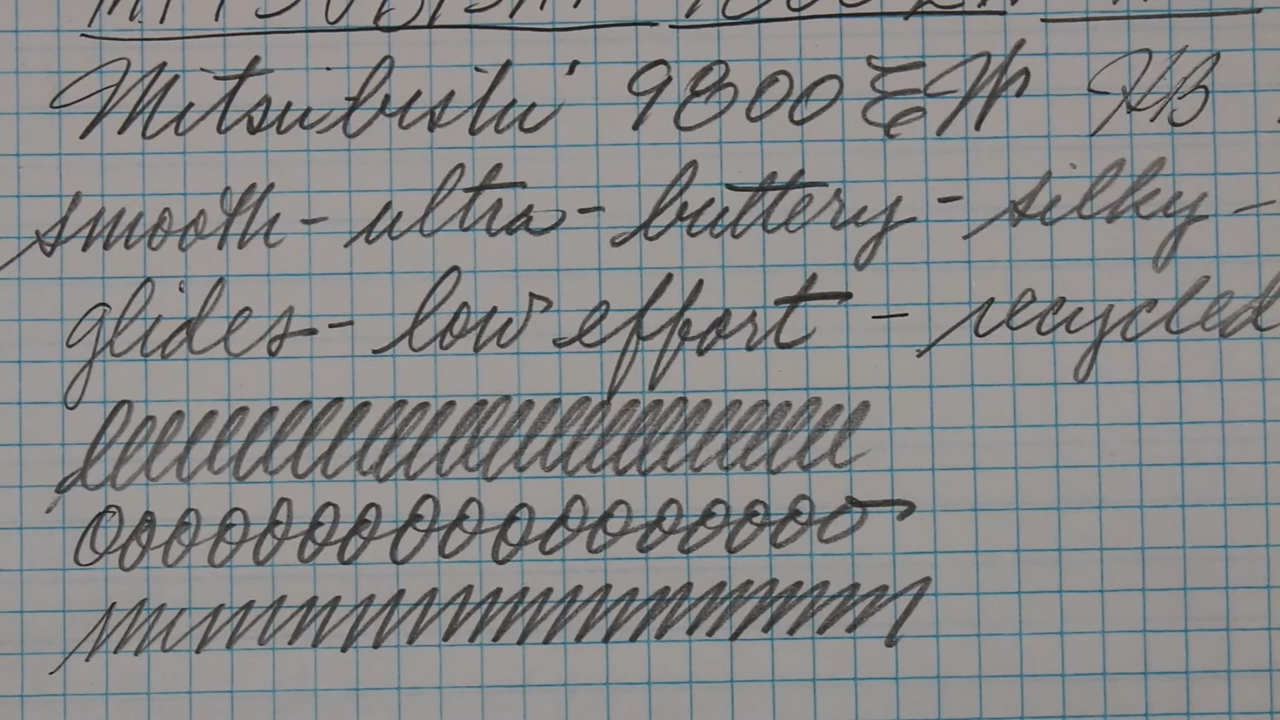 Mitsubishi 9800 EW HB
smooth - ultra - buttery - silky -
glides - low effort - recycled